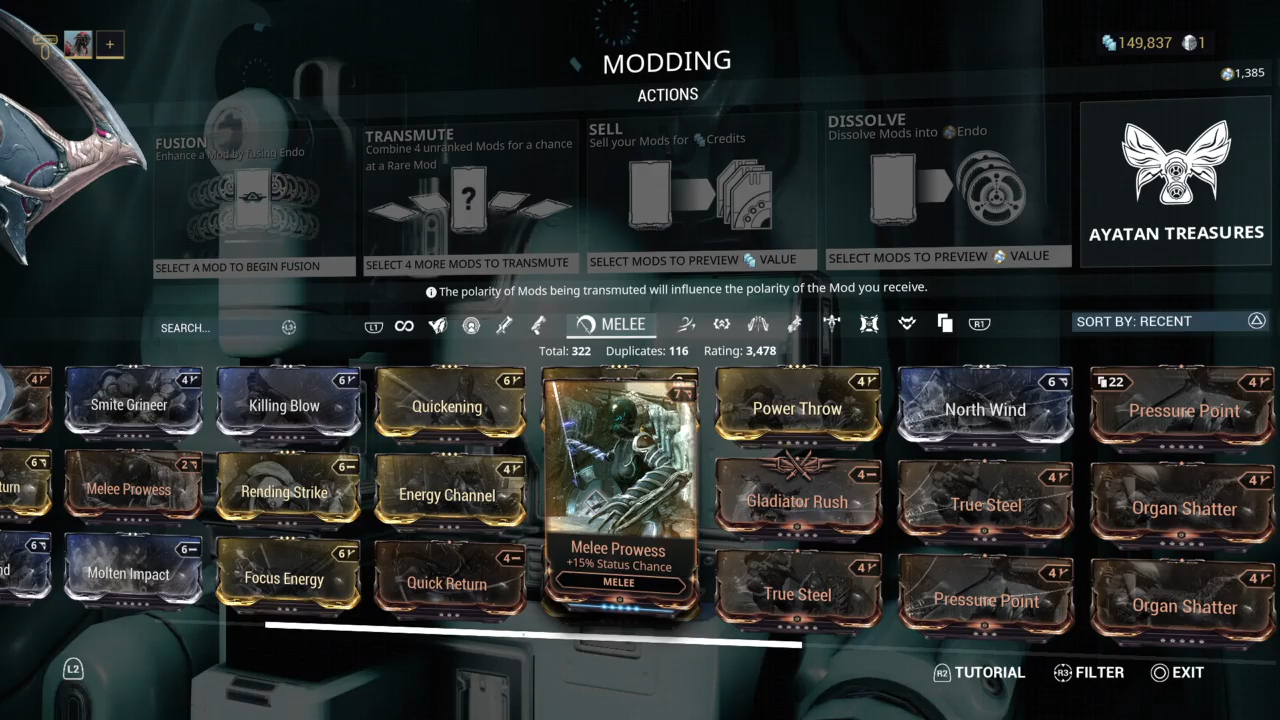 +
149,837
1
1,385
MODDING
ACTIONS
FUSION
Enhance a Mod by fusing Endo
SELECT A MOD TO BEGIN FUSION
TRANSMUTE
Combine 4 unranked Mods for a chance
at a Rare Mod
?
SELECT 4 MORE MODS TO TRANSMUTE
SELL
Sell your Mods for Credits
SELECT MODS TO PREVIEW VALUE
DISSOLVE
Dissolve Mods into Endo
SELECT MODS TO PREVIEW VALUE
AYATAN TREASURES
The polarity of Mods being transmuted will influence the polarity of the Mod you receive.
SEARCH...
L3
L1
MELEE
R1
SORT BY: RECENT
Total: 322 Duplicates: 116 Rating: 3,478
4
4
Smite Grineer
6
Killing Blow
6
Quickening
4
Power Throw
6
North Wind
22
4
Pressure Point
6
turn
2
Melee Prowess
6
Rending Strike
4
Energy Channel
7
Melee Prowess
+15% Status Chance
MELEE
4
Gladiator Rush
4
True Steel
4
Organ Shatter
6
nd
6
Molten Impact
6
Focus Energy
4
Quick Return
4
True Steel
4
Pressure Point
4
Organ Shatter
L2
R2 TUTORIAL
R3 FILTER
EXIT